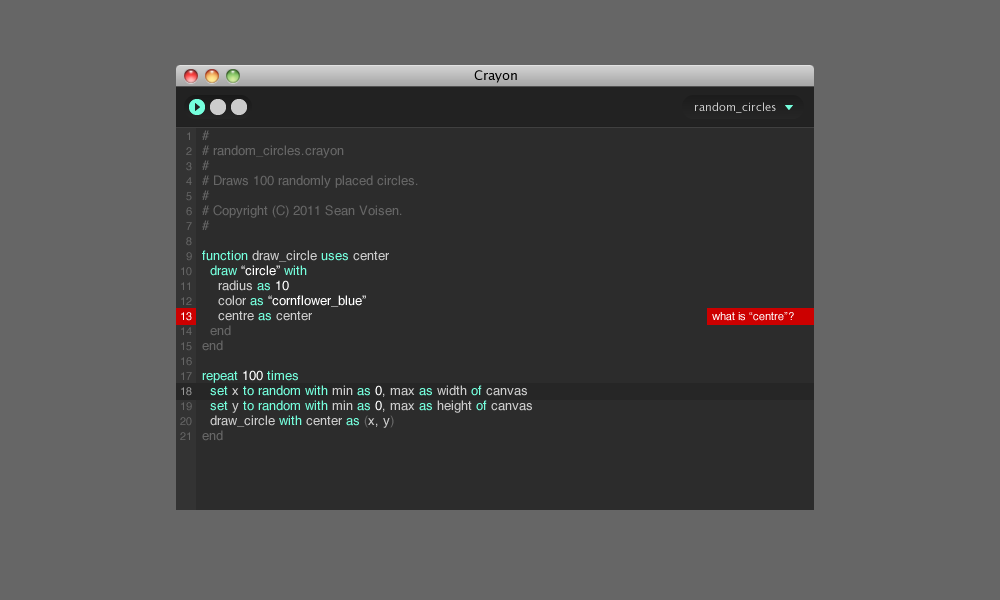 Crayon
random_circles
1 #
2 # random_circles.crayon
3 #
4 # Draws 100 randomly placed circles.
5 #
6 # Copyright (C) 2011 Sean Voisen.
7 #
8
9 function draw_circle uses center
10 draw “circle” with
11 radius as 10
12 color as “cornflower_blue”
13 centre as center what is “centre”?
14 end
15 end
16
17 repeat 100 times
18 set x to random with min as 0, max as width of canvas
19 set y to random with min as 0, max as height of canvas
20 draw_circle with center as (x, y)
21 end